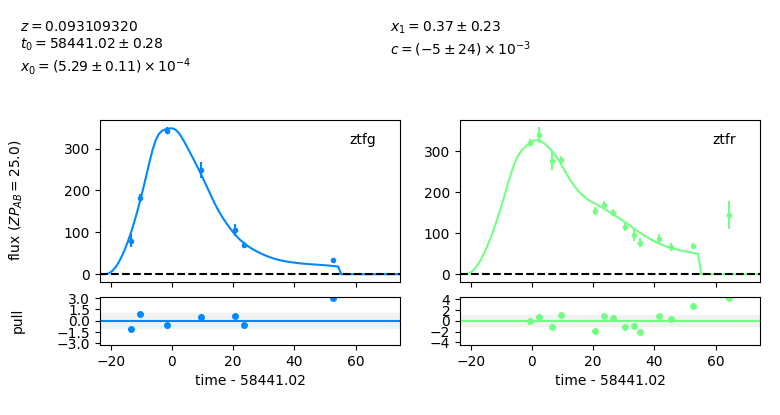 z = 0.093109320
t₀ = 58441.02 ± 0.28
x₀ = (5.29 ± 0.11) × 10⁻⁴
x₁ = 0.37 ± 0.23
c = (−5 ± 24) × 10⁻³
flux (ZP_AB = 25.0)
300
200
100
0
ztfg
300
200
100
0
ztfr
pull
3.0
1.5
0.0
−1.5
−3.0
4
2
0
−2
−4
−20 0 20 40 60
−20 0 20 40 60
time - 58441.02
time - 58441.02